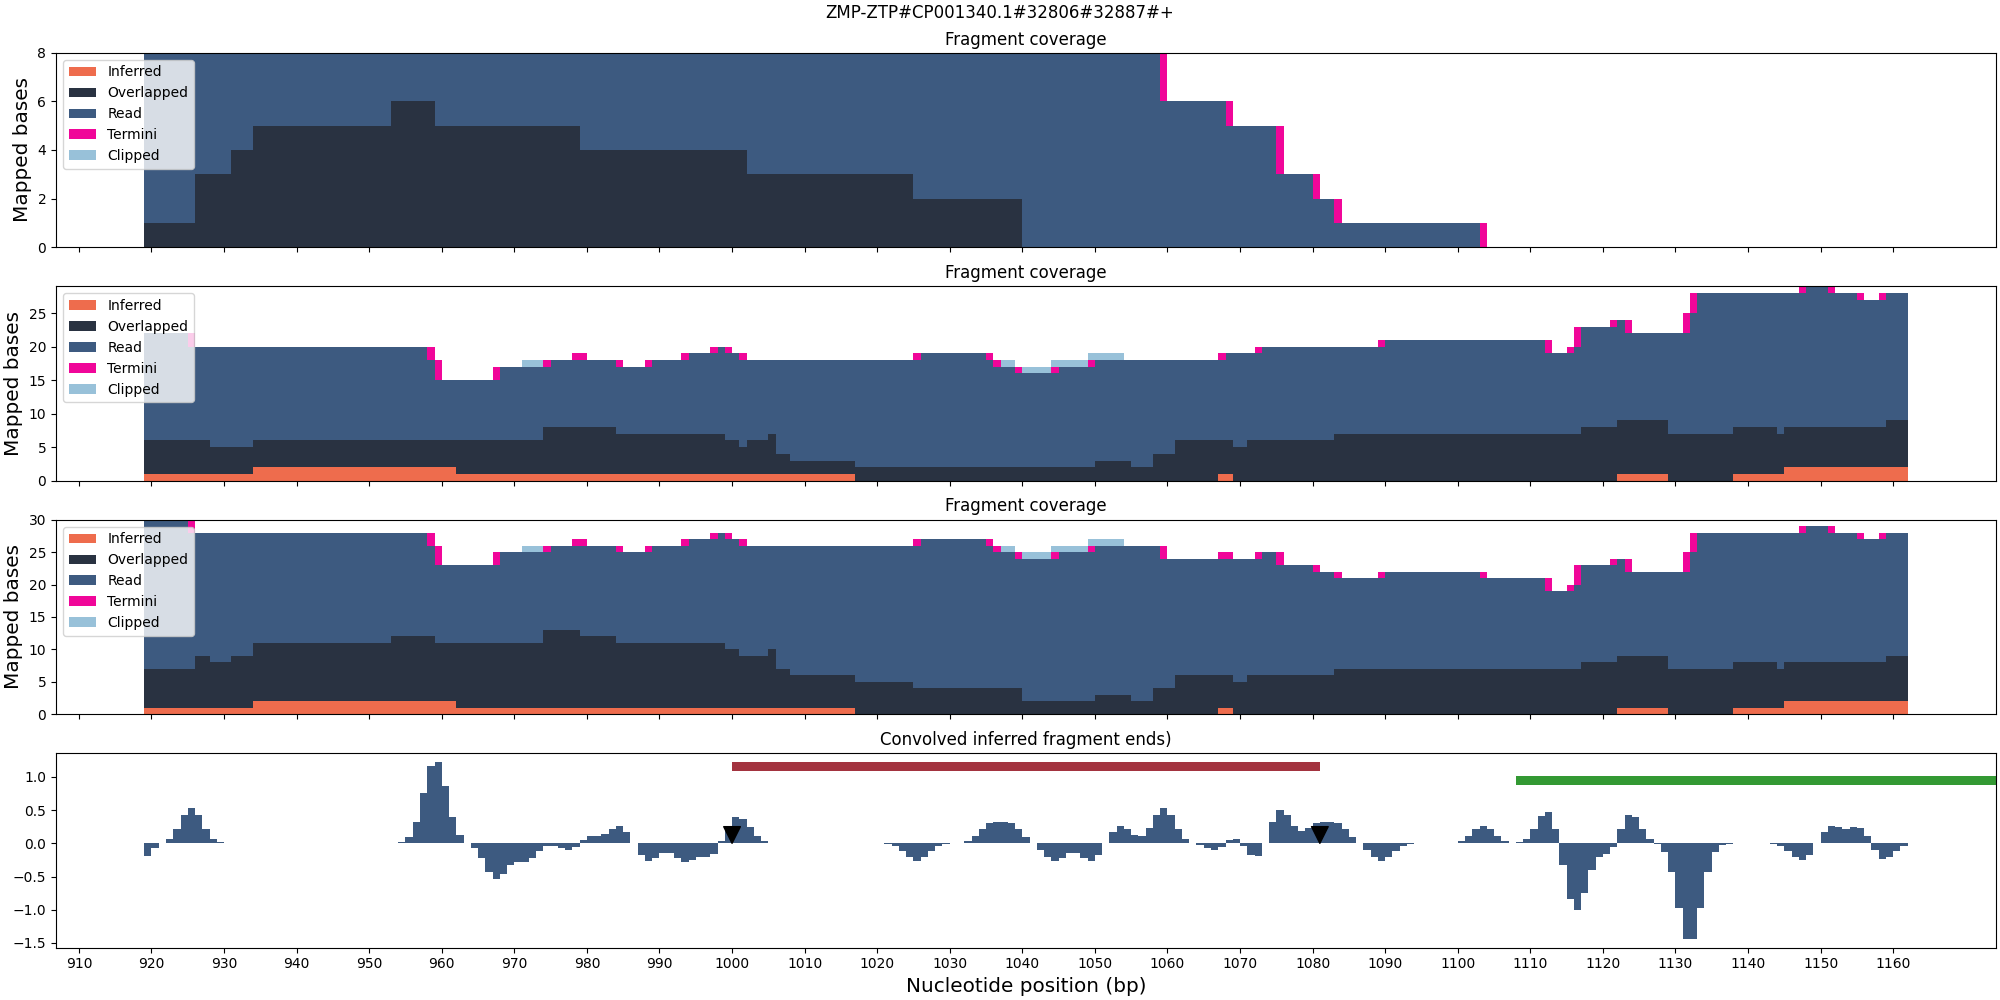 ZMP-ZTP#CP001340.1#32806#32887#+
Fragment coverage
Mapped bases
8
6
4
2
0
Inferred
Overlapped
Read
Termini
Clipped
Fragment coverage
Mapped bases
25
20
15
10
5
0
Inferred
Overlapped
Read
Termini
Clipped
Fragment coverage
Mapped bases
30
25
20
15
10
5
0
Inferred
Overlapped
Read
Termini
Clipped
Convolved inferred fragment ends)
1.0
0.5
0.0
−0.5
−1.0
−1.5
910 920 930 940 950 960 970 980 990 1000 1010 1020 1030 1040 1050 1060 1070 1080 1090 1100 1110 1120 1130 1140 1150 1160
Nucleotide position (bp)